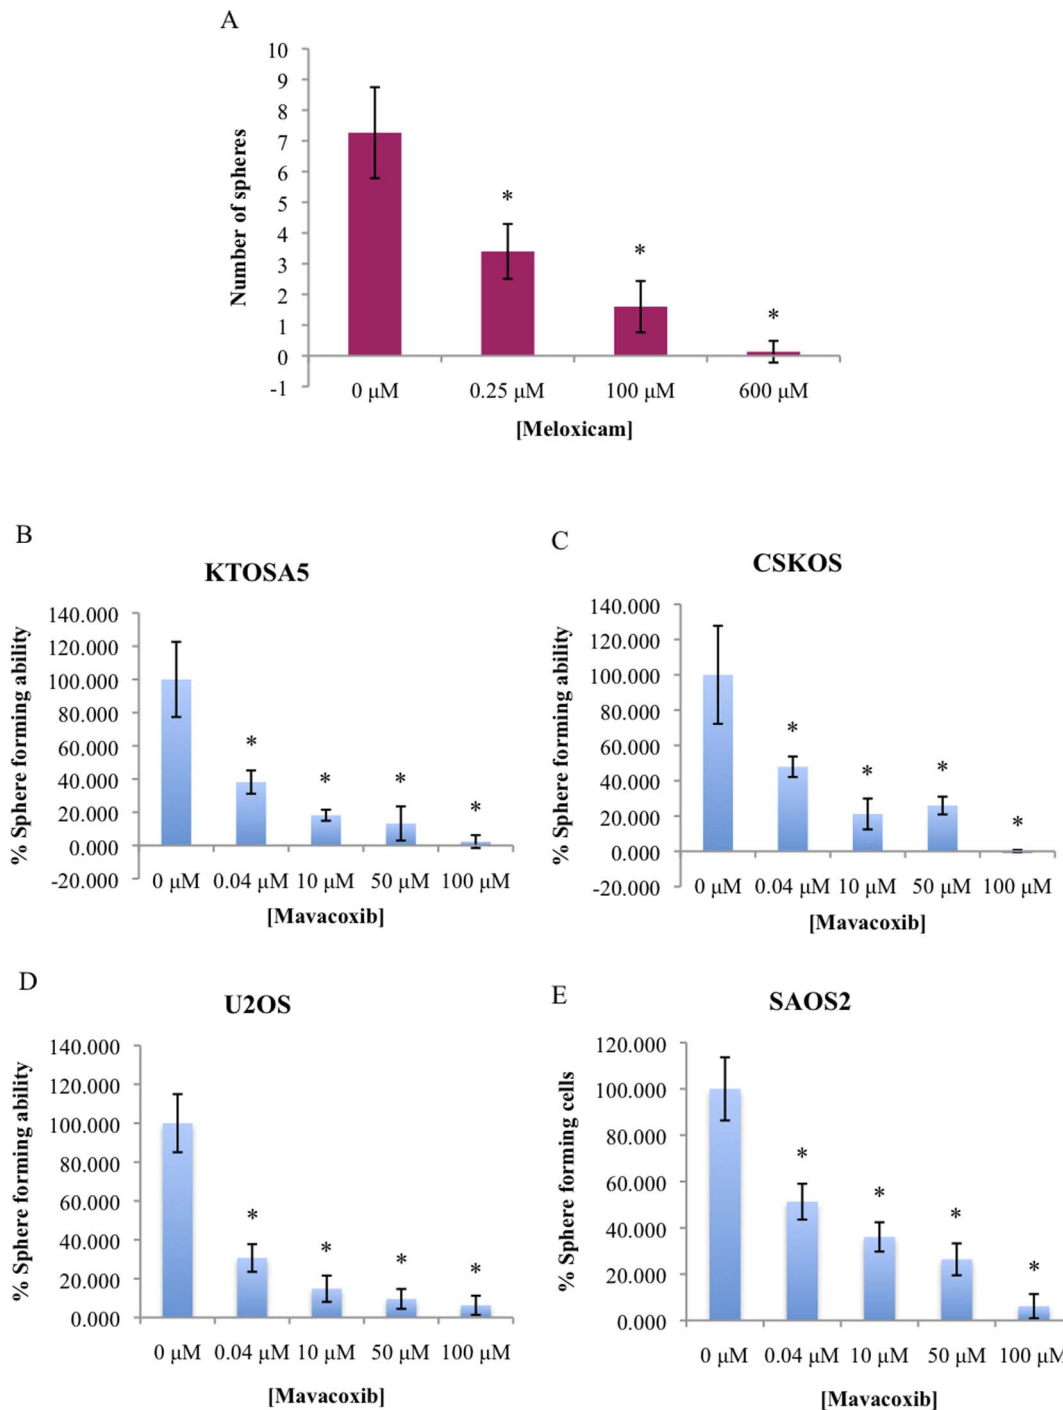 A
10
9
8
7
6
5
4
3
2
1
0
-1
Number of spheres
*
*
*
0 μM 0.25 μM 100 μM 600 μM
[Meloxicam]
B
KTOSA5
140.000
120.000
100.000
80.000
60.000
40.000
20.000
0.000
-20.000
% Sphere forming ability
*
*
*
*
0 μM 0.04 μM 10 μM 50 μM 100 μM
[Mavacoxib]
C
CSKOS
140.000
120.000
100.000
80.000
60.000
40.000
20.000
0.000
-20.000
% Sphere forming ability
*
*
*
*
0 μM 0.04 μM 10 μM 50 μM 100 μM
[Mavacoxib]
D
U2OS
140.000
120.000
100.000
80.000
60.000
40.000
20.000
0.000
% Sphere forming ability
*
*
*
*
0 μM 0.04 μM 10 μM 50 μM 100 μM
[Mavacoxib]
E
SAOS2
120.000
100.000
80.000
60.000
40.000
20.000
0.000
% Sphere forming cells
*
*
*
*
0 μM 0.04 μM 10 μM 50 μM 100 μM
[Mavacoxib]